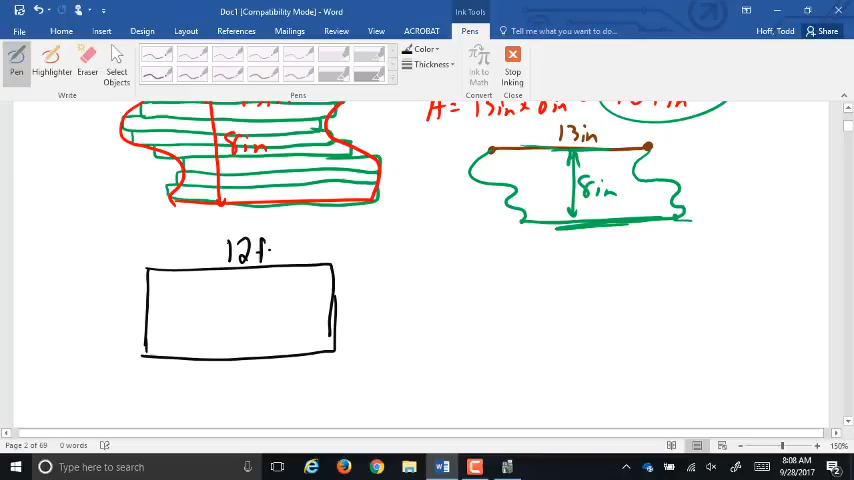 Doc1 [Compatibility Mode] - Word
Ink Tools
Hoff, Todd
File
Home
Insert
Design
Layout
References
Mailings
Review
View
ACROBAT
Pens
Tell me what you want to do...
Share
Pen
Highlighter
Eraser
Select Objects
Color
Thickness
Ink to Math
Stop Inking
Write
Pens
Convert
Close
A = 13in x 8in =
8in
13in
8in
12f
Page 2 of 69
0 words
150%
Type here to search
8:08 AM
9/28/2017